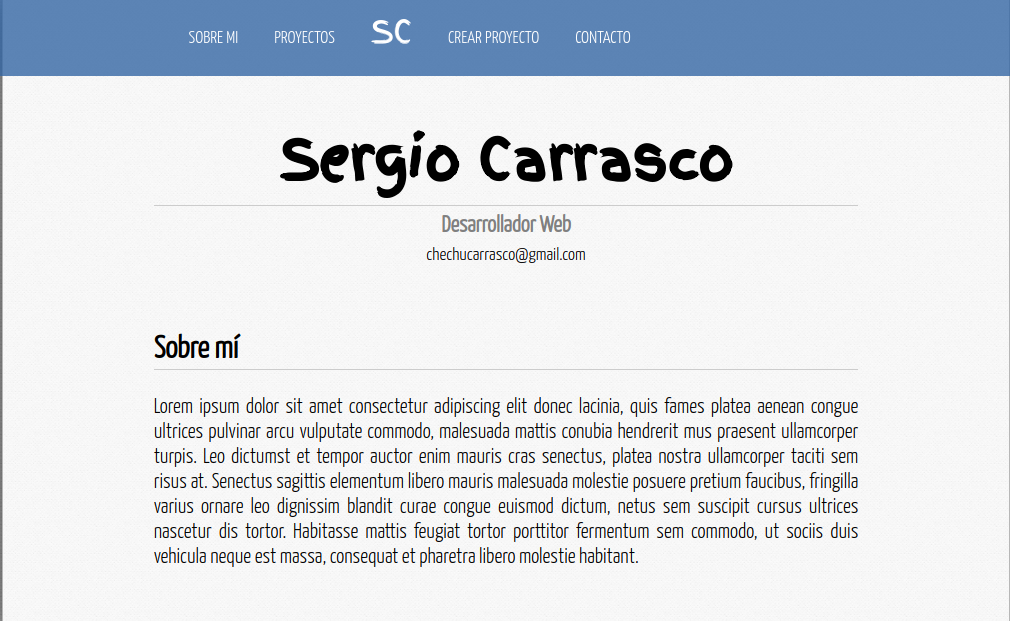 SOBRE MI PROYECTOS SC CREAR PROYECTO CONTACTO
Sergio Carrasco
Desarrollador Web
chechucarrasco@gmail.com
Sobre mí
Lorem ipsum dolor sit amet consectetur adipiscing elit donec lacinia, quis fames platea aenean congue
ultrices pulvinar arcu vulputate commodo, malesuada mattis conubia hendrerit mus praesent ullamcorper
turpis. Leo dictumst et tempor auctor enim mauris cras senectus, platea nostra ullamcorper taciti sem
risus at. Senectus sagittis elementum libero mauris malesuada molestie posuere pretium faucibus, fringilla
varius ornare leo dignissim blandit curae congue euismod dictum, netus sem suscipit cursus ultrices
nascetur dis tortor. Habitasse mattis feugiat tortor porttitor fermentum sem commodo, ut sociis duis
vehicula neque est massa, consequat et pharetra libero molestie habitant.